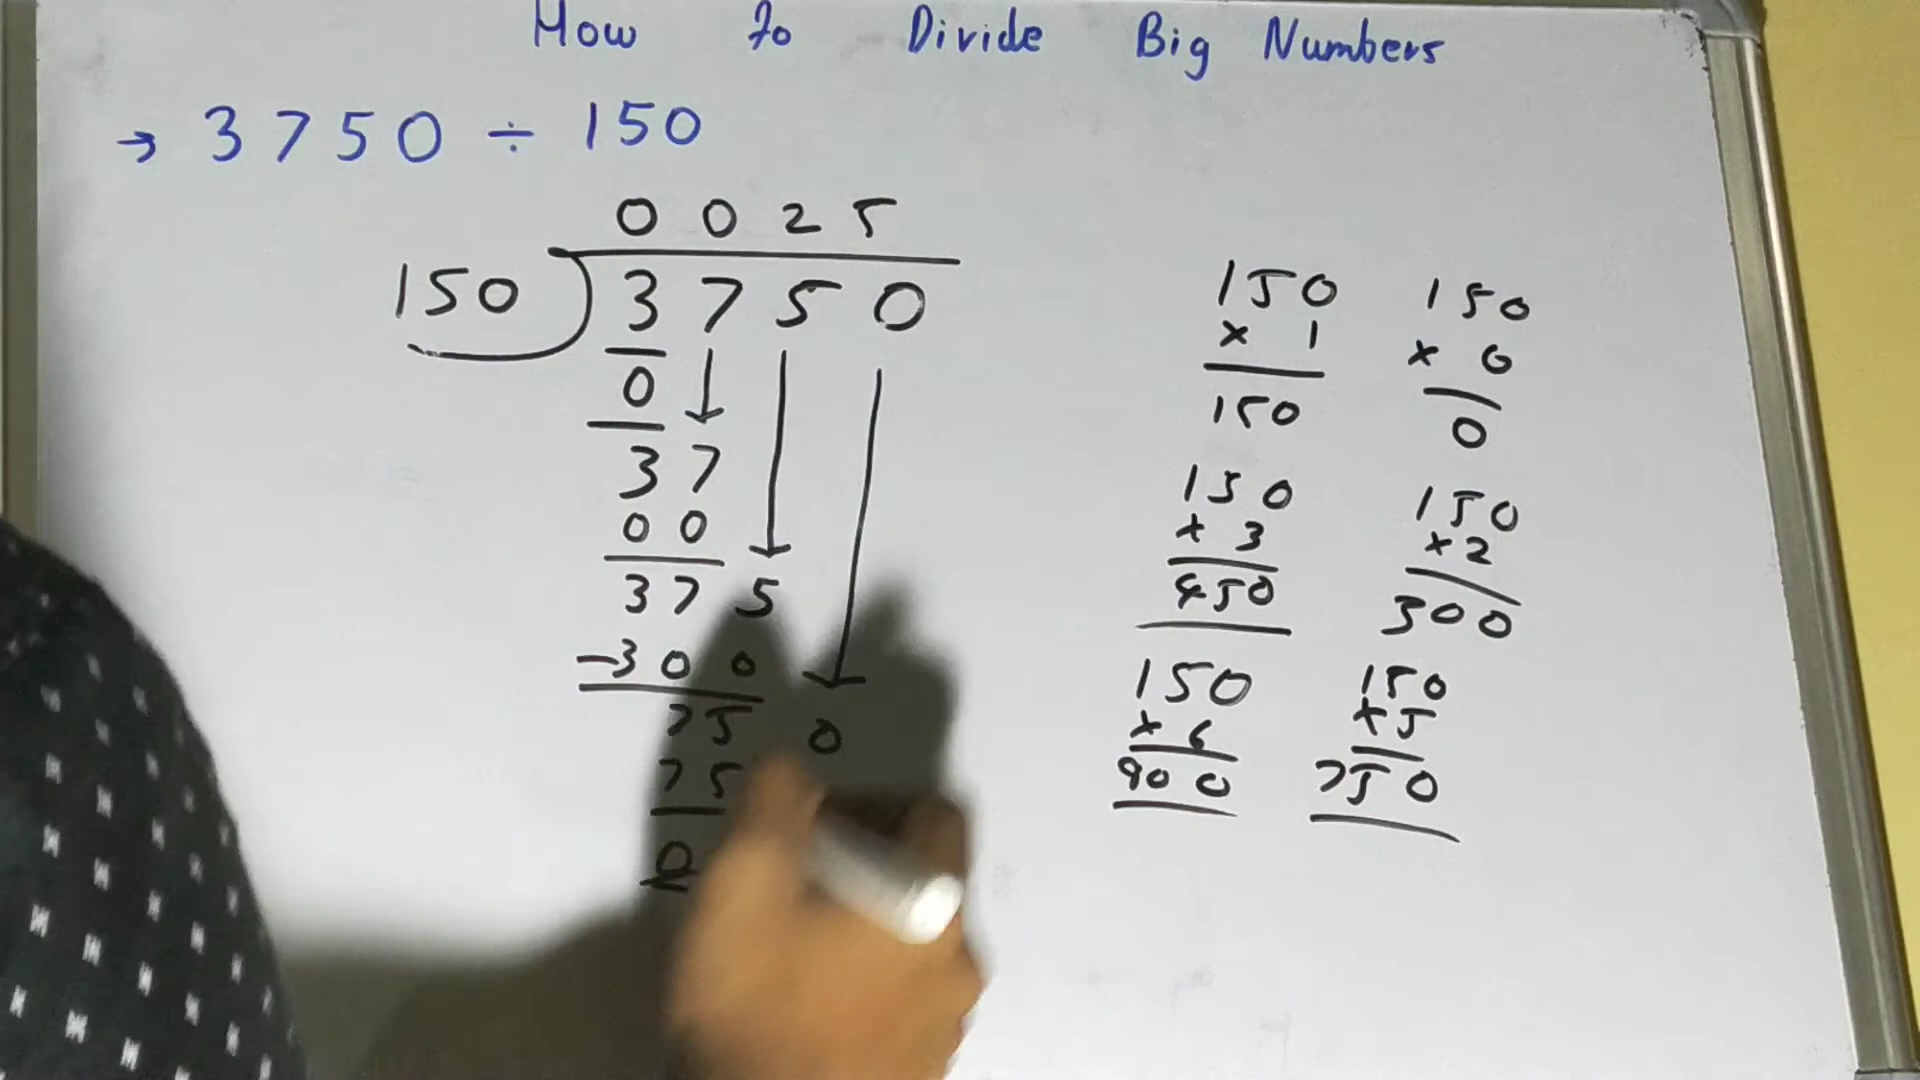 How to Divide Big Numbers
→ 3750 ÷ 150
0025
150 ) 3750
0
37
00
375
-300
750
75
0
150
x 1
150
150
x 0
0
150
x 3
450
150
x 2
300
150
x 6
900
150
x 5
750